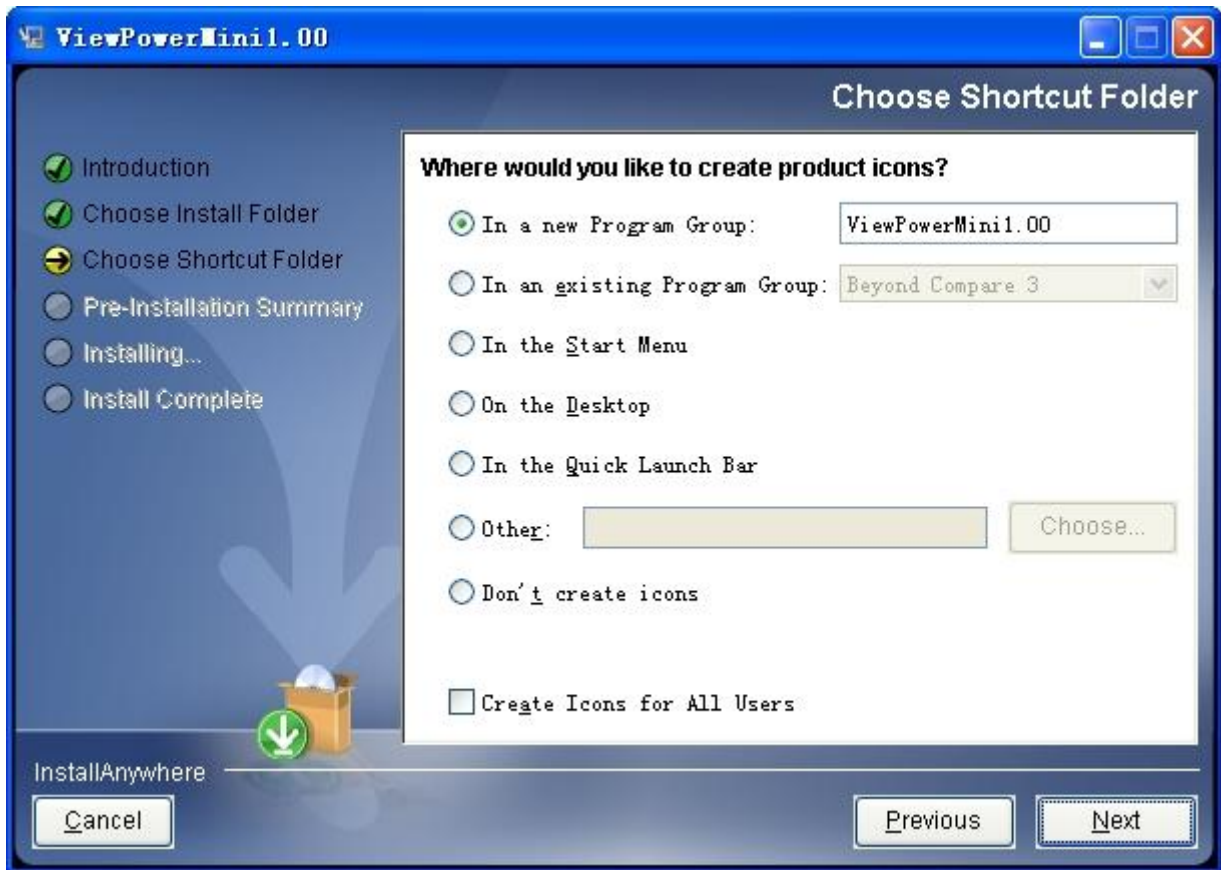 ViewPowerMini1.00
Choose Shortcut Folder
Introduction
Choose Install Folder
Choose Shortcut Folder
Pre-Installation Summary
Installing...
Install Complete
Where would you like to create product icons?
In a new Program Group: ViewPowerMini1.00
In an existing Program Group: Beyond Compare 3
In the Start Menu
On the Desktop
In the Quick Launch Bar
Other: Choose...
Don't create icons
Create Icons for All Users
InstallAnywhere
Cancel Previous Next